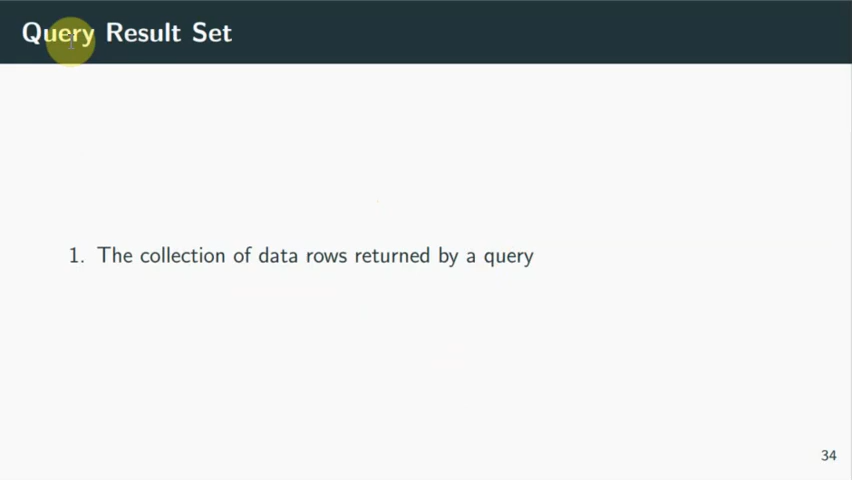 Query Result Set
1. The collection of data rows returned by a query
34